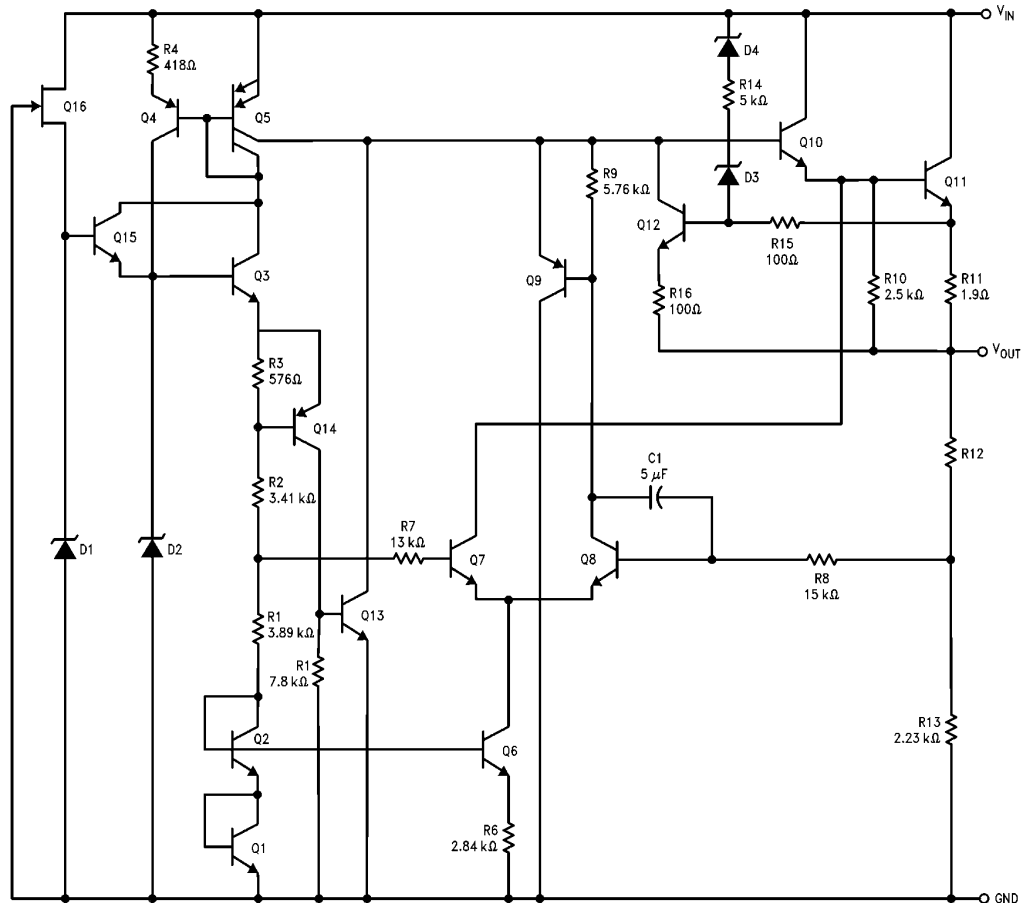 V_IN
R4
418Ω
Q4
Q5
Q16
D4
R14
5 kΩ
Q10
R9
5.76 kΩ
D3
Q11
Q15
Q12
R15
100Ω
Q3
Q9
R16
100Ω
R10
2.5 kΩ
R11
1.9Ω
V_OUT
R3
576Ω
Q14
R12
C1
5 μF
R2
3.41 kΩ
R7
13 kΩ
D1
D2
Q7
Q8
R8
15 kΩ
R1
3.89 kΩ
Q13
R1
7.8 kΩ
Q2
Q6
R13
2.23 kΩ
R6
2.84 kΩ
Q1
GND